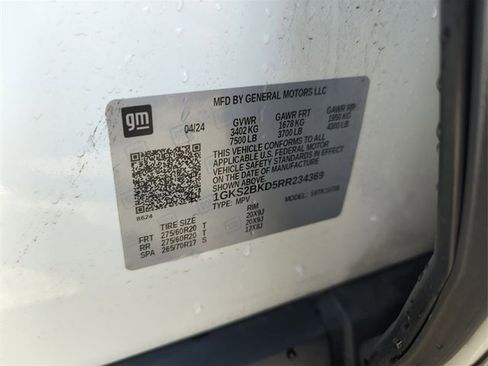 gm
MFD BY GENERAL MOTORS LLC
04/24 GVWR GAWR FRT GAWR RR
3402 KG 1678 KG 1950 KG
7500 LB 3700 LB 4300 LB
THIS VEHICLE CONFORMS TO ALL
APPLICABLE U.S. FEDERAL MOTOR
VEHICLE SAFETY STANDARDS IN
EFFECT ON THE DATE OF MANUFACTURE
SHOWN ABOVE.
1GKS2BKD5RR234369
TYPE: MPV MODEL:
8624
TIRE SIZE RIM
FRT 275/60R20 T 20X9J
RR 275/60R20 T 20X9J
SPA 265/70R17 S